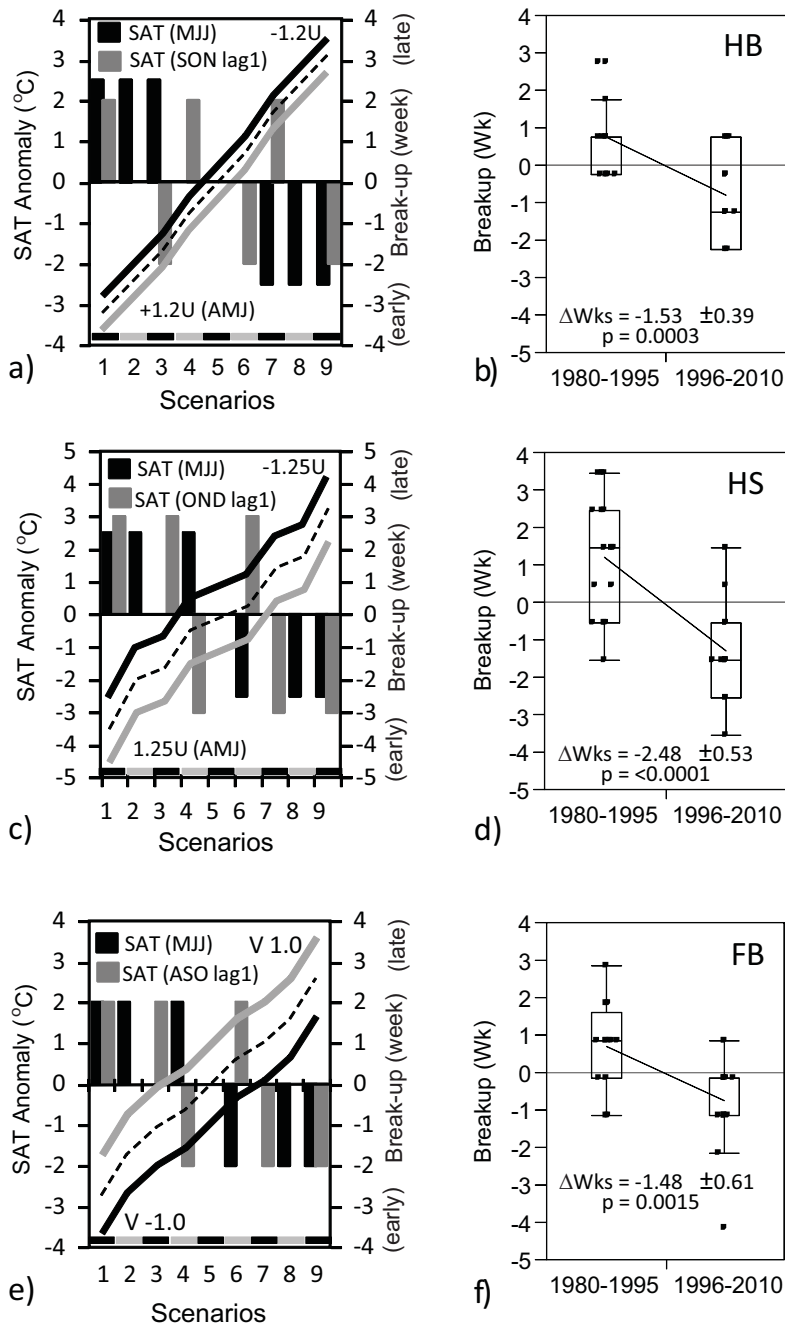 SAT (MJJ)
SAT (SON lag1)
-1.2U
+1.2U (AMJ)
4
3
2
1
0
-1
-2
-3
-4
SAT Anomaly (°C)
4
3
2
1
0
-1
-2
-3
-4
(early) Break-up (week) (late)
1 2 3 4 5 6 7 8 9
Scenarios
a)
HB
4
3
2
1
0
-1
-2
-3
-4
-5
Breakup (Wk)
ΔWks = -1.53 ±0.39
p = 0.0003
1980-1995 1996-2010
b)
SAT (MJJ)
SAT (OND lag1)
-1.25U
1.25U (AMJ)
5
4
3
2
1
0
-1
-2
-3
-4
-5
SAT Anomaly (°C)
5
4
3
2
1
0
-1
-2
-3
-4
-5
(early) Break-up (week) (late)
1 2 3 4 5 6 7 8 9
Scenarios
c)
HS
4
3
2
1
0
-1
-2
-3
-4
-5
Breakup (Wk)
ΔWks = -2.48 ±0.53
p = <0.0001
1980-1995 1996-2010
d)
SAT (MJJ)
SAT (ASO lag1)
V 1.0
V -1.0
4
3
2
1
0
-1
-2
-3
-4
SAT Anomaly (°C)
4
3
2
1
0
-1
-2
-3
-4
(early) Break-up (week) (late)
1 2 3 4 5 6 7 8 9
Scenarios
e)
FB
4
3
2
1
0
-1
-2
-3
-4
-5
Breakup (Wk)
ΔWks = -1.48 ±0.61
p = 0.0015
1980-1995 1996-2010
f)